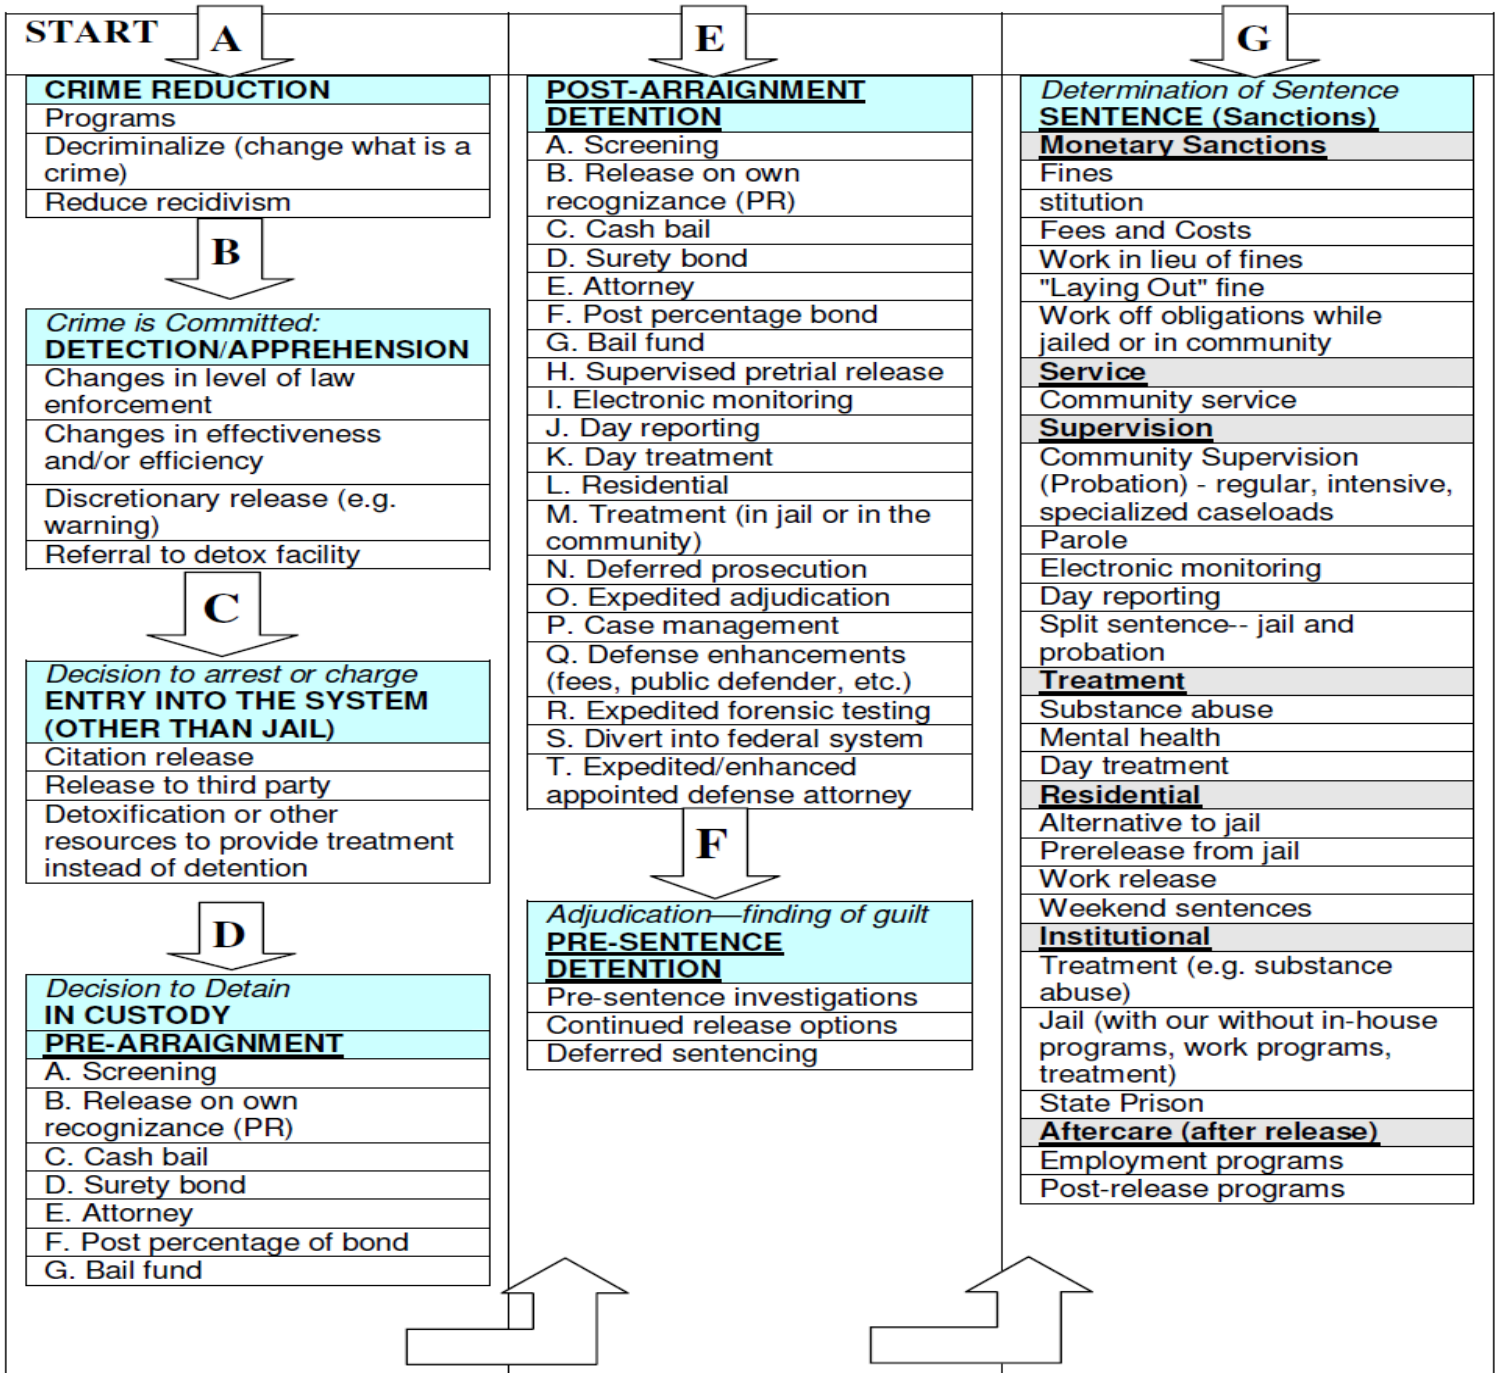 START
A
CRIME REDUCTION
Programs
Decriminalize (change what is a
crime)
Reduce recidivism
B
Crime is Committed:
DETECTION/APPREHENSION
Changes in level of law
enforcement
Changes in effectiveness
and/or efficiency
Discretionary release (e.g.
warning)
Referral to detox facility
C
Decision to arrest or charge
ENTRY INTO THE SYSTEM
(OTHER THAN JAIL)
Citation release
Release to third party
Detoxification or other
resources to provide treatment
instead of detention
D
Decision to Detain
IN CUSTODY
PRE-ARRAIGNMENT
A. Screening
B. Release on own
recognizance (PR)
C. Cash bail
D. Surety bond
E. Attorney
F. Post percentage of bond
G. Bail fund
E
POST-ARRAIGNMENT
DETENTION
A. Screening
B. Release on own
recognizance (PR)
C. Cash bail
D. Surety bond
E. Attorney
F. Post percentage bond
G. Bail fund
H. Supervised pretrial release
I. Electronic monitoring
J. Day reporting
K. Day treatment
L. Residential
M. Treatment (in jail or in the
community)
N. Deferred prosecution
O. Expedited adjudication
P. Case management
Q. Defense enhancements
(fees, public defender, etc.)
R. Expedited forensic testing
S. Divert into federal system
T. Expedited/enhanced
appointed defense attorney
F
Adjudication—finding of guilt
PRE-SENTENCE
DETENTION
Pre-sentence investigations
Continued release options
Deferred sentencing
G
Determination of Sentence
SENTENCE (Sanctions)
Monetary Sanctions
Fines
stitution
Fees and Costs
Work in lieu of fines
"Laying Out" fine
Work off obligations while
jailed or in community
Service
Community service
Supervision
Community Supervision
(Probation) - regular, intensive,
specialized caseloads
Parole
Electronic monitoring
Day reporting
Split sentence-- jail and
probation
Treatment
Substance abuse
Mental health
Day treatment
Residential
Alternative to jail
Prerelease from jail
Work release
Weekend sentences
Institutional
Treatment (e.g. substance
abuse)
Jail (with our without in-house
programs, work programs,
treatment)
State Prison
Aftercare (after release)
Employment programs
Post-release programs